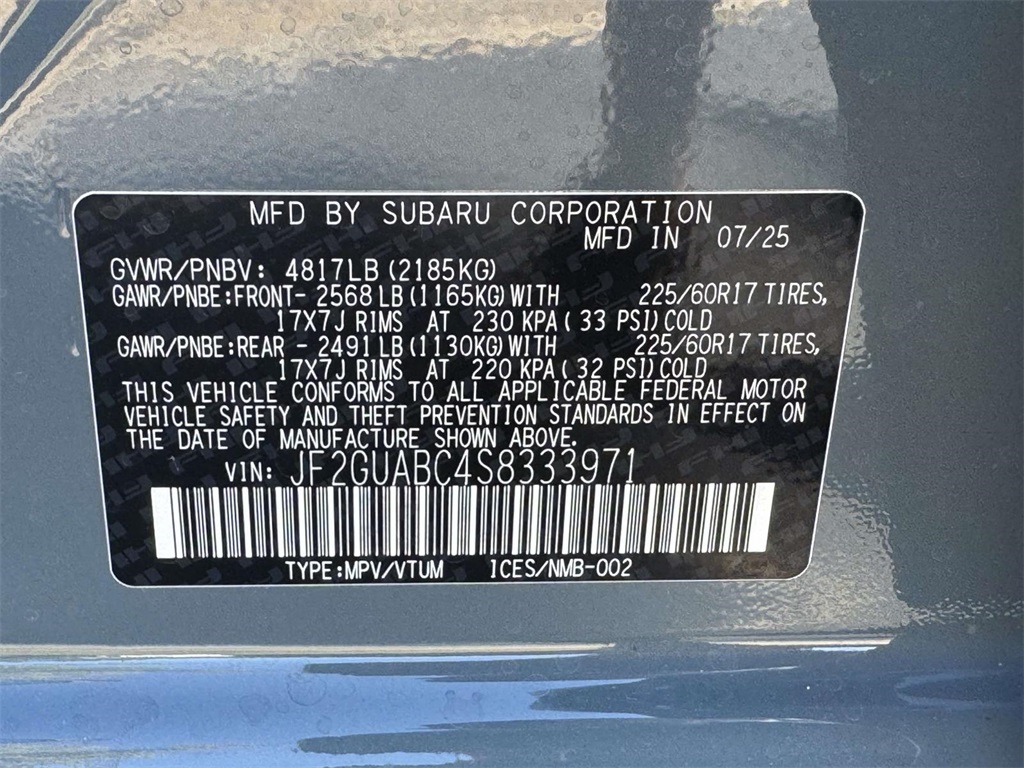 MFD BY SUBARU CORPORATION
MFD IN 07/25
GVWR/PNBV: 4817LB (2185KG)
GAWR/PNBE:FRONT- 2568 LB (1165KG) WITH 225/60R17 TIRES,
17X7J RIMS AT 230 KPA ( 33 PSI) COLD
GAWR/PNBE:REAR - 2491 LB (1130KG) WITH 225/60R17 TIRES,
17X7J RIMS AT 220 KPA ( 32 PSI) COLD
THIS VEHICLE CONFORMS TO ALL APPLICABLE FEDERAL MOTOR
VEHICLE SAFETY AND THEFT PREVENTION STANDARDS IN EFFECT ON
THE DATE OF MANUFACTURE SHOWN ABOVE.
VIN: JF2GUABC4S8333971
TYPE:MPV/VTUM ICES/NMB-002